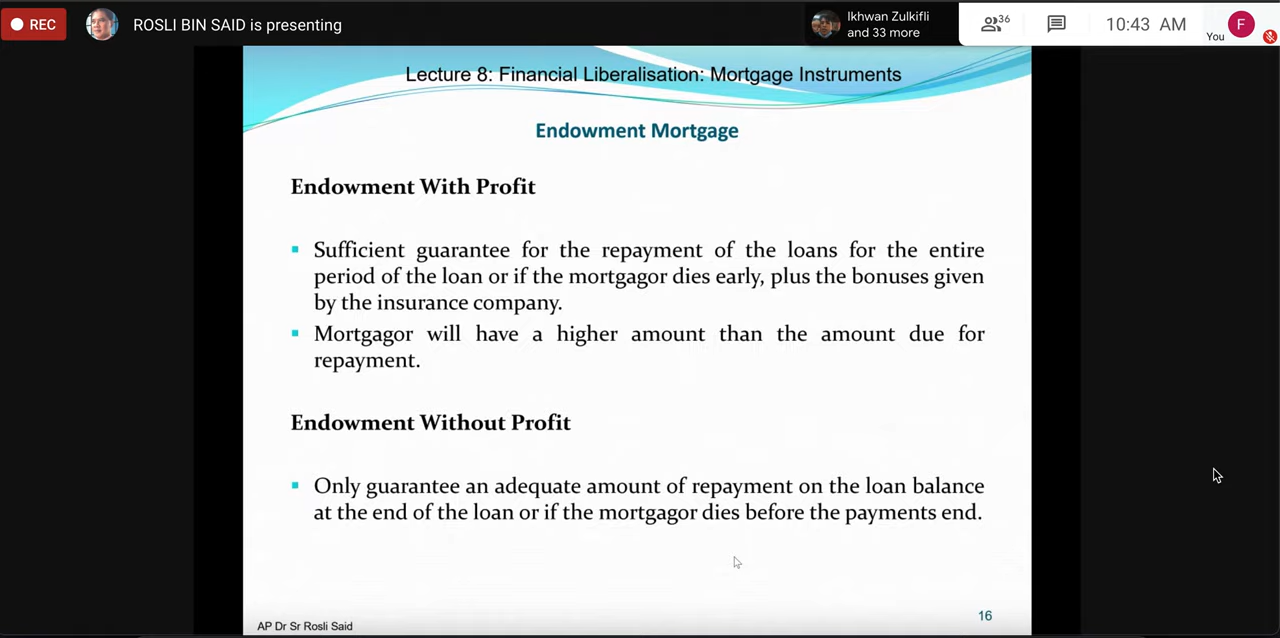 REC
ROSLI BIN SAID is presenting
Ikhwan Zulkifli
and 33 more
36
10:43 AM
You
F
Lecture 8: Financial Liberalisation: Mortgage Instruments
Endowment Mortgage
Endowment With Profit
Sufficient guarantee for the repayment of the loans for the entire
period of the loan or if the mortgagor dies early, plus the bonuses given
by the insurance company.
Mortgagor will have a higher amount than the amount due for
repayment.
Endowment Without Profit
Only guarantee an adequate amount of repayment on the loan balance
at the end of the loan or if the mortgagor dies before the payments end.
16
AP Dr Sr Rosli Said